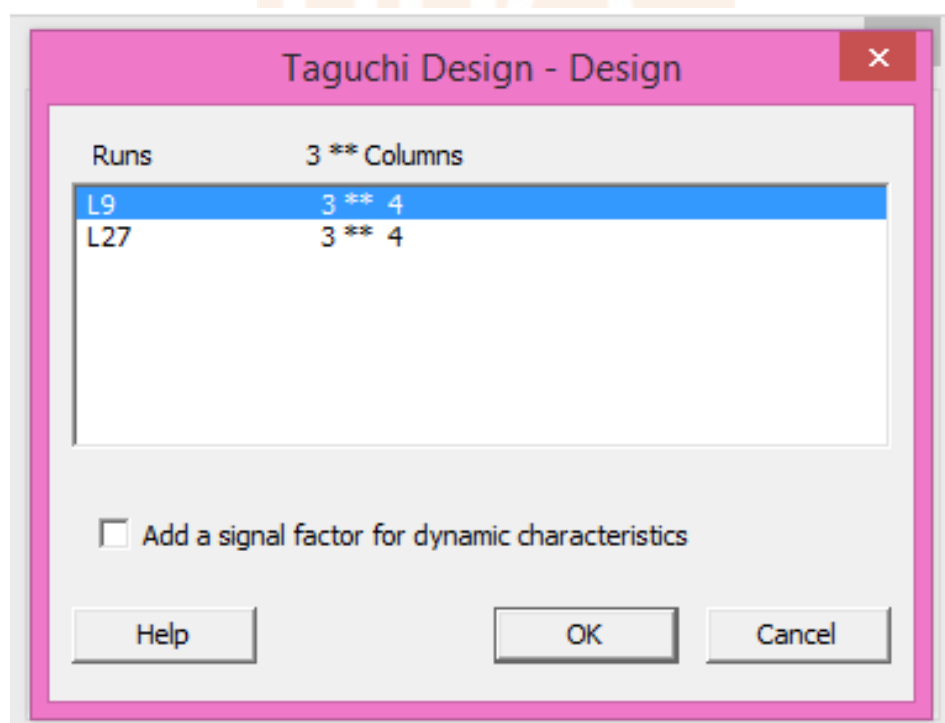 Taguchi Design - Design
Runs 3 ** Columns
L9 3 ** 4
L27 3 ** 4
Add a signal factor for dynamic characteristics
Help OK Cancel